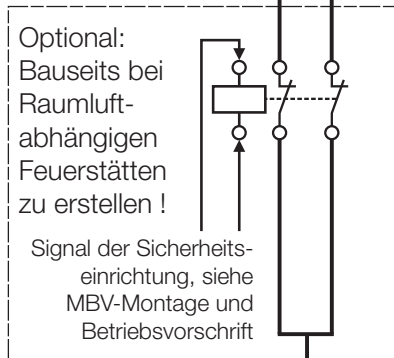 Optional:
Bauseits bei
Raumluft-
abhängigen
Feuerstätten
zu erstellen !
Signal der Sicherheits-
einrichtung, siehe
MBV-Montage und
Betriebsvorschrift